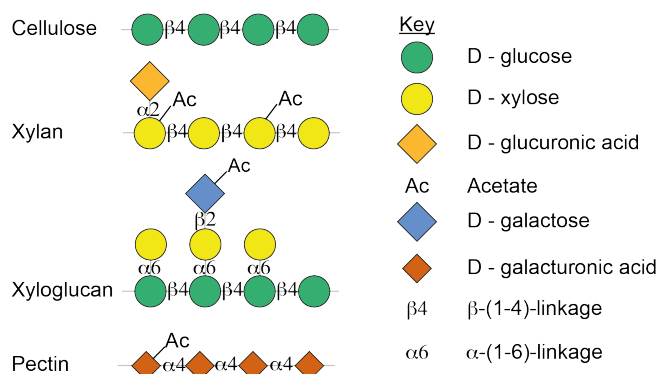 Cellulose
β4 β4 β4
α2
Ac Ac
Xylan
β4 β4 β4
Ac
β2
α6 α6 α6
Xyloglucan
β4 β4 β4
Ac
Pectin
α4 α4 α4
Key
D - glucose
D - xylose
D - glucuronic acid
Ac Acetate
D - galactose
D - galacturonic acid
β4 β-(1-4)-linkage
α6 α-(1-6)-linkage